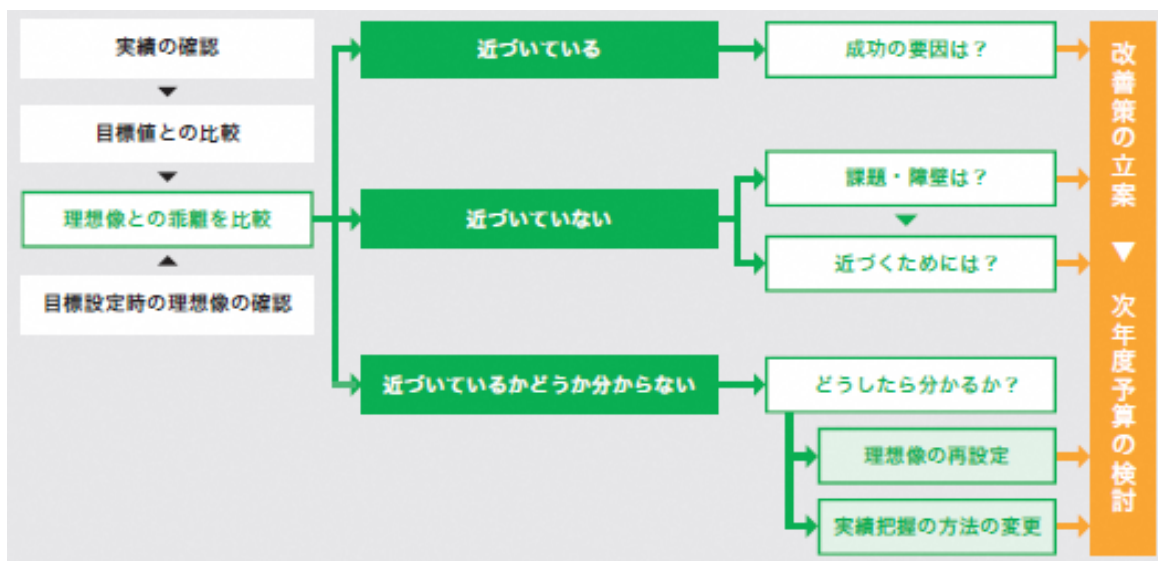 実績の確認
目標値との比較
理想像との乖離を比較
目標設定時の理想像の確認
近づいている
成功の要因は？
近づいていない
課題・障壁は？
近づくためには？
近づいているかどうか分からない
どうしたら分かるか？
理想像の再設定
実績把握の方法の変更
改善策の立案 ▼ 次年度予算の検討